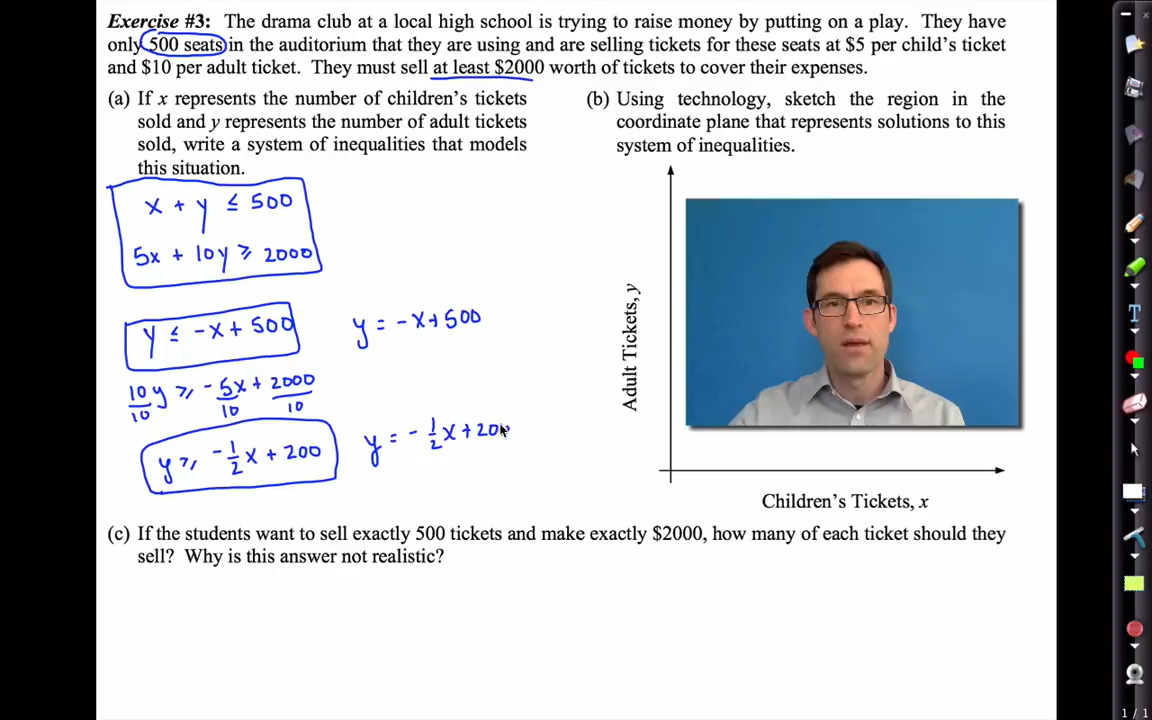 Exercise #3: The drama club at a local high school is trying to raise money by putting on a play. They have
only 500 seats in the auditorium that they are using and are selling tickets for these seats at $5 per child's ticket
and $10 per adult ticket. They must sell at least $2000 worth of tickets to cover their expenses.
(a) If x represents the number of children's tickets
sold and y represents the number of adult tickets
sold, write a system of inequalities that models
this situation.
x + y ≤ 500
5x + 10y ≥ 2000
y ≤ -x + 500
y = -x + 500
10y/10 ≥ -5x/10 + 2000/10
y ≥ -1/2 x + 200
y = -1/2 x + 20
(b) Using technology, sketch the region in the
coordinate plane that represents solutions to this
system of inequalities.
Adult Tickets, y
Children's Tickets, x
(c) If the students want to sell exactly 500 tickets and make exactly $2000, how many of each ticket should they
sell? Why is this answer not realistic?
T
1 / 1